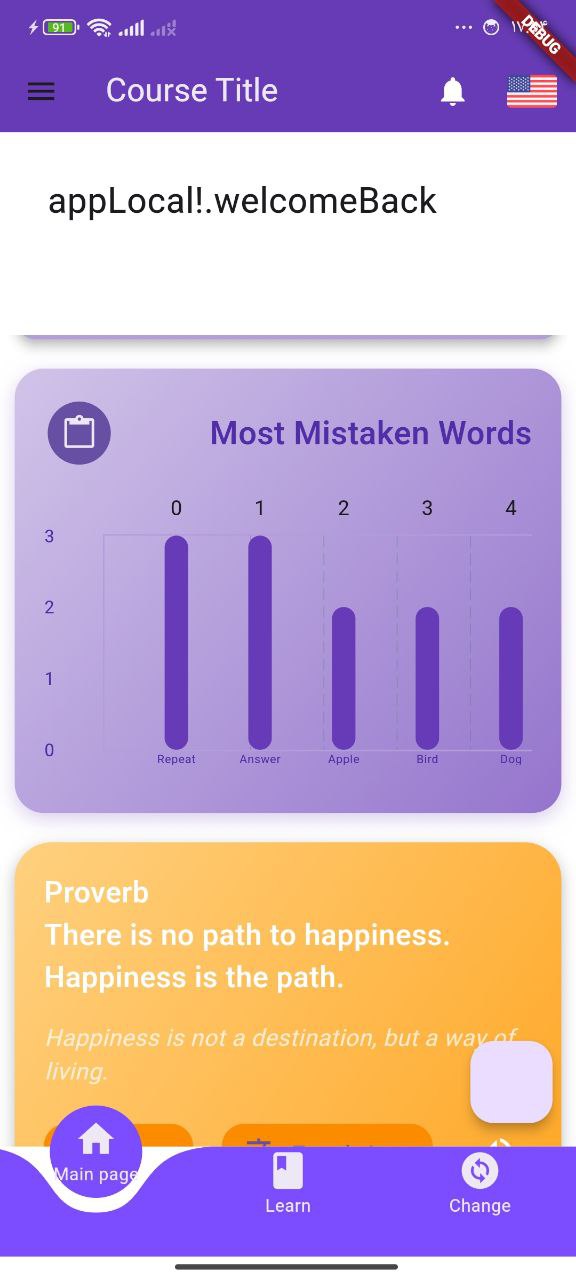 91
DEBUG
Course Title
appLocal!.welcomeBack
Most Mistaken Words
0 1 2 3 4
3
2
1
0
Repeat Answer Apple Bird Dog
Proverb
There is no path to happiness.
Happiness is the path.
Happiness is not a destination, but a way of
living.
Main page
Learn
Change